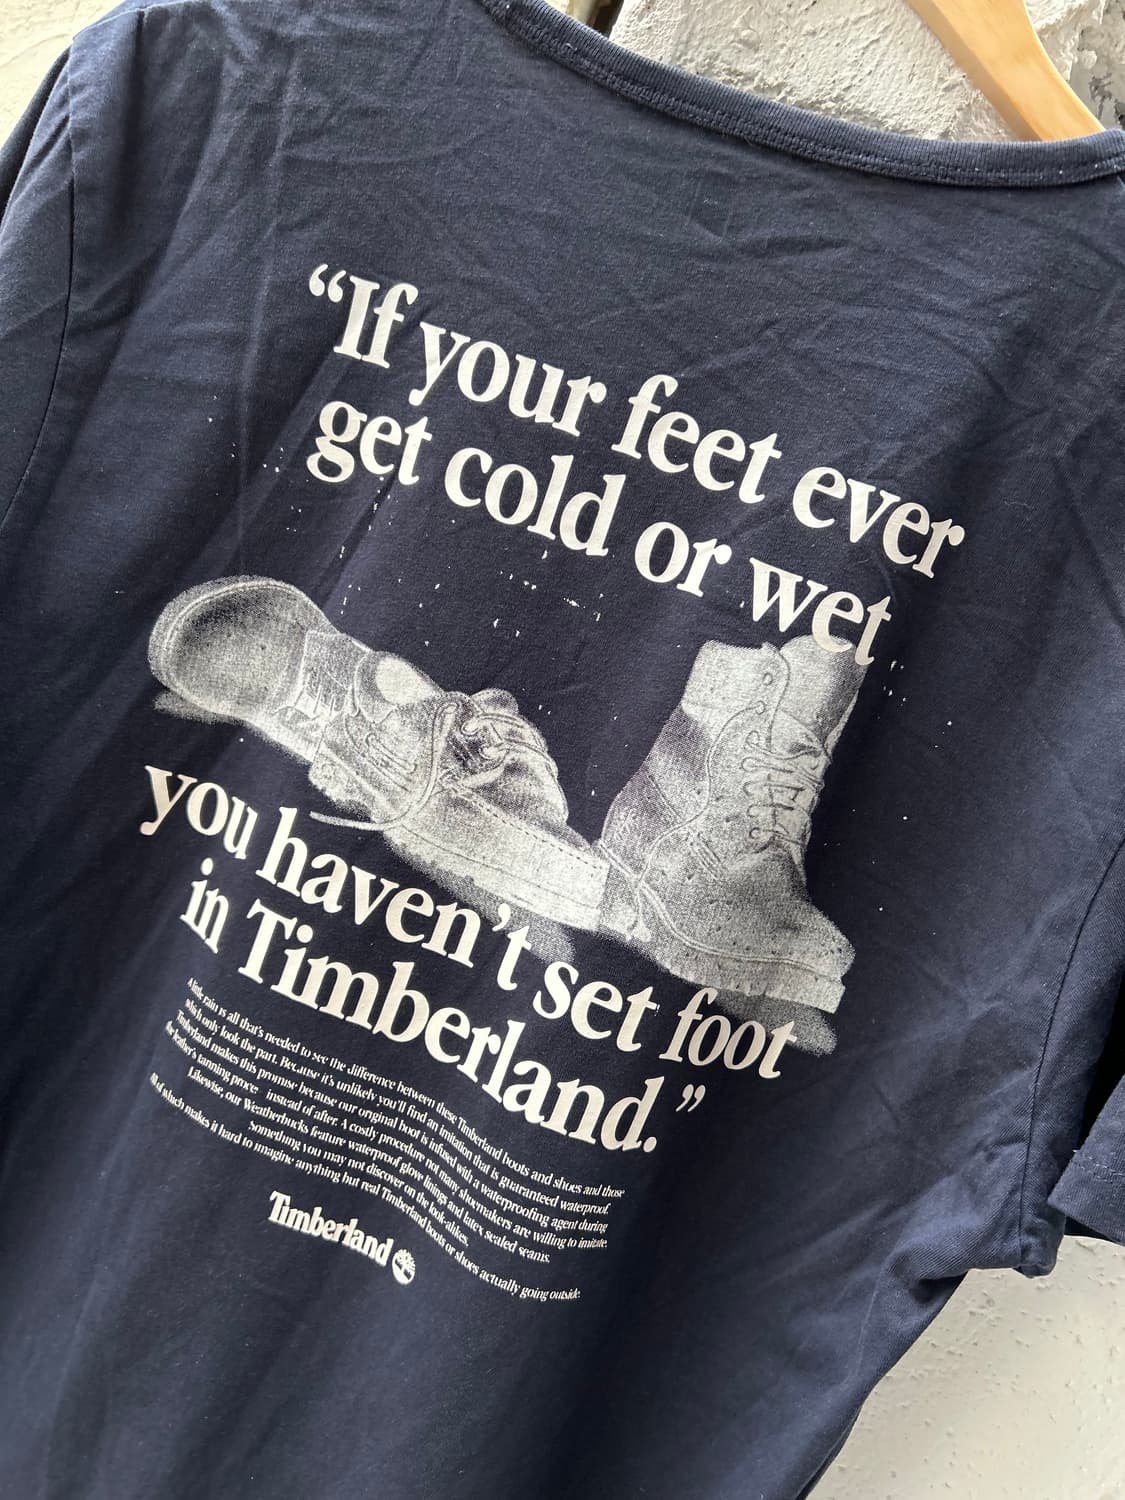 “If your feet ever
get cold or wet
you haven’t set foot
in Timberland.”
A little rain is all that’s needed to see the difference between these Timberland boots and shoes and those
which only look the part. Because it’s unlikely you’ll find an imitation that is guaranteed waterproof.
Timberland makes this promise because our original boot is infused with a waterproofing agent during
the leather’s tanning process instead of after. A costly procedure not many shoemakers are willing to imitate.
Likewise, our Weatherbucks feature waterproof glove linings and latex sealed seams.
Something you may not discover on the look-alikes.
All of which makes it hard to imagine anything but real Timberland boots or shoes actually going outside.
Timberland